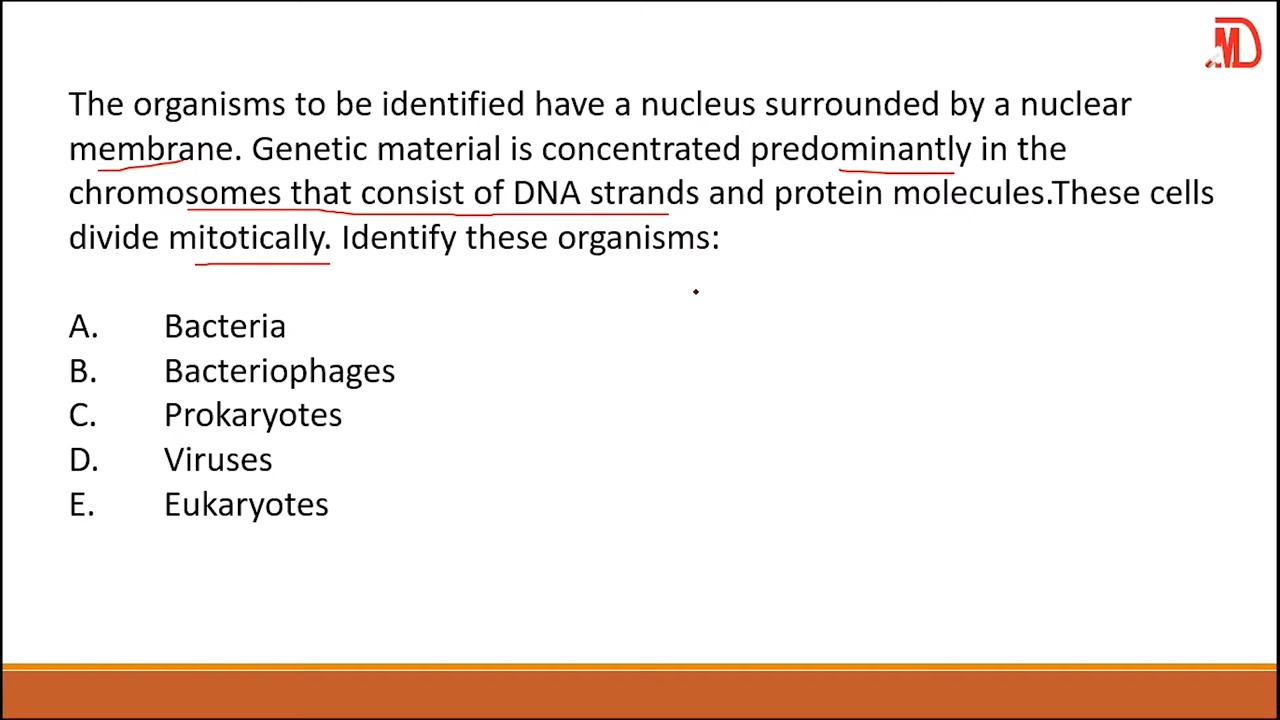 MD
The organisms to be identified have a nucleus surrounded by a nuclear
membrane. Genetic material is concentrated predominantly in the
chromosomes that consist of DNA strands and protein molecules.These cells
divide mitotically. Identify these organisms:
A. Bacteria
B. Bacteriophages
C. Prokaryotes
D. Viruses
E. Eukaryotes